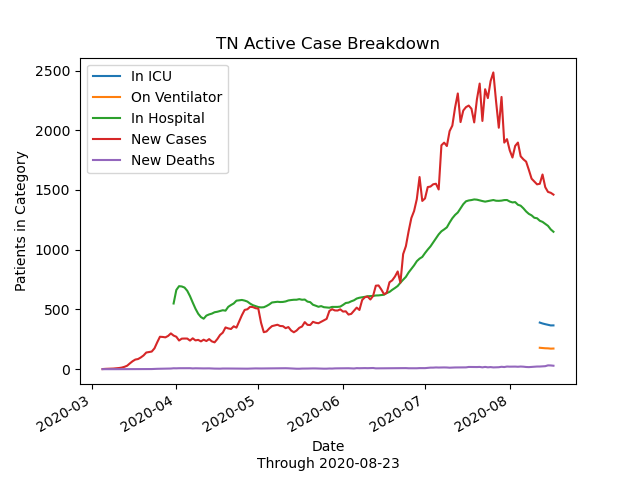 TN Active Case Breakdown
In ICU
On Ventilator
In Hospital
New Cases
New Deaths
Patients in Category
2500
2000
1500
1000
500
0
2020-03
2020-04
2020-05
2020-06
2020-07
2020-08
Date
Through 2020-08-23